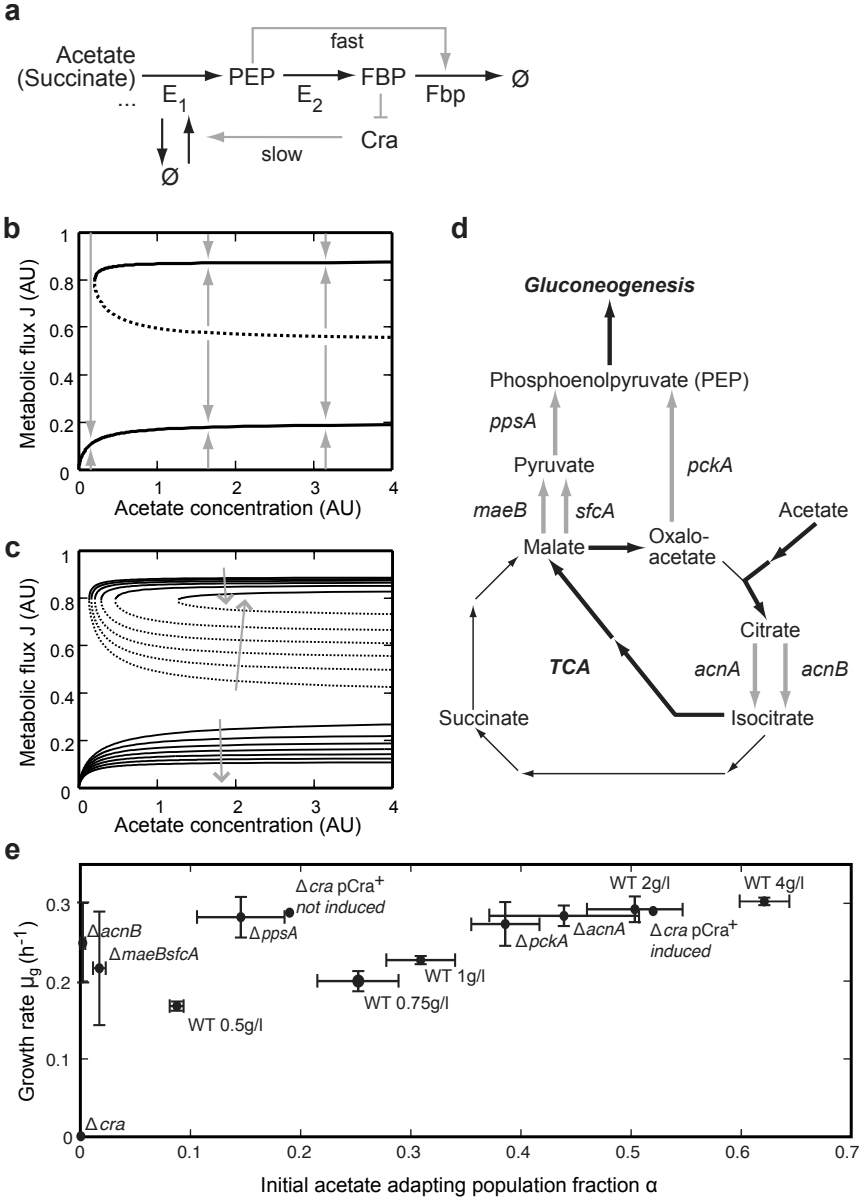 a
fast
Acetate
(Succinate)
...
PEP
FBP
Ø
E1
E2
Fbp
Cra
slow
Ø
b
1
0.8
0.6
0.4
0.2
0
Metabolic flux J (AU)
0 1 2 3 4
Acetate concentration (AU)
c
1
0.8
0.6
0.4
0.2
0
Metabolic flux J (AU)
0 1 2 3 4
Acetate concentration (AU)
d
Gluconeogenesis
Phosphoenolpyruvate (PEP)
ppsA
pckA
Pyruvate
maeB
sfcA
Acetate
Malate
Oxalo-
acetate
Citrate
TCA
acnA
acnB
Succinate
Isocitrate
e
Growth rate μg (h-1)
0.3
0.2
0.1
0
ΔacnB
ΔmaeBsfcA
WT 0.5g/l
Δcra
ΔppsA
Δcra pCra+
not induced
WT 0.75g/l
WT 1g/l
ΔpckA
ΔacnA
WT 2g/l
Δcra pCra+
induced
WT 4g/l
0 0.1 0.2 0.3 0.4 0.5 0.6 0.7
Initial acetate adapting population fraction α